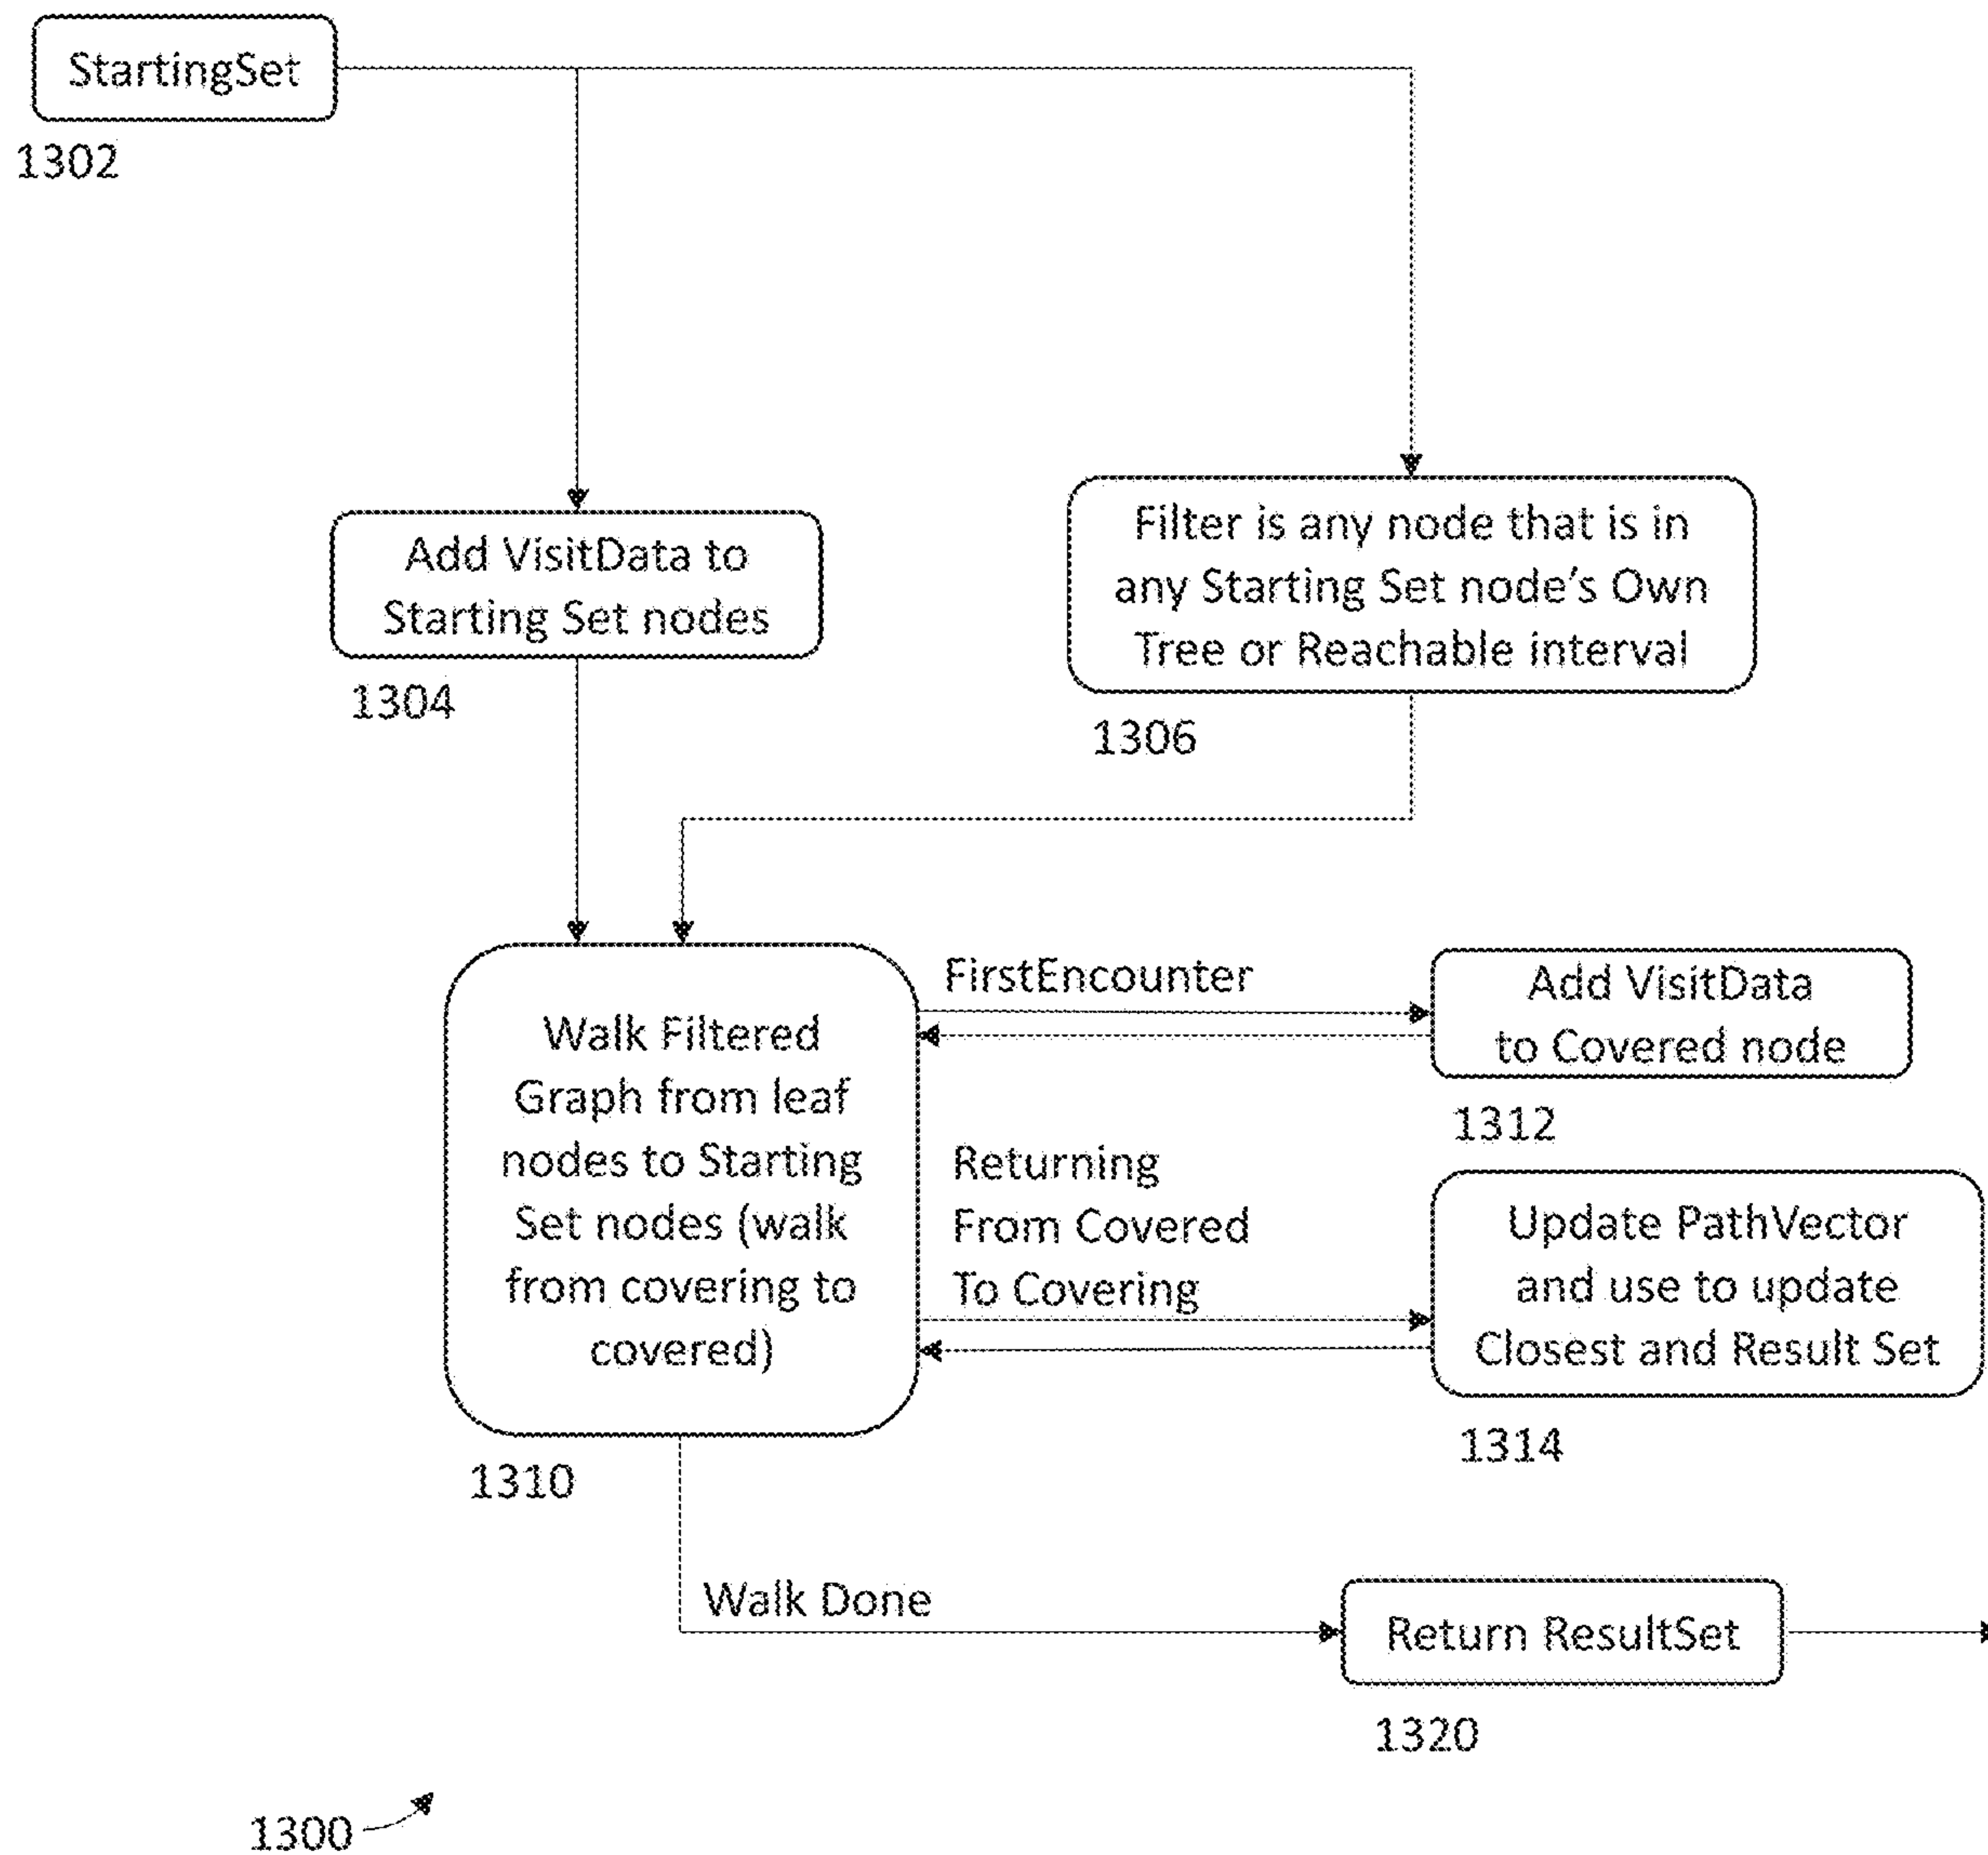 StartingSet
1302
Add VisitData to
Starting Set nodes
1304
Filter is any node that is in
any Starting Set node's Own
Tree or Reachable interval
1306
Walk Filtered
Graph from leaf
nodes to Starting
Set nodes (walk
from covering to
covered)
1310
FirstEncounter
Add VisitData
to Covered node
1312
Returning
From Covered
To Covering
Update PathVector
and use to update
Closest and Result Set
1314
Walk Done
Return ResultSet
1320
1300